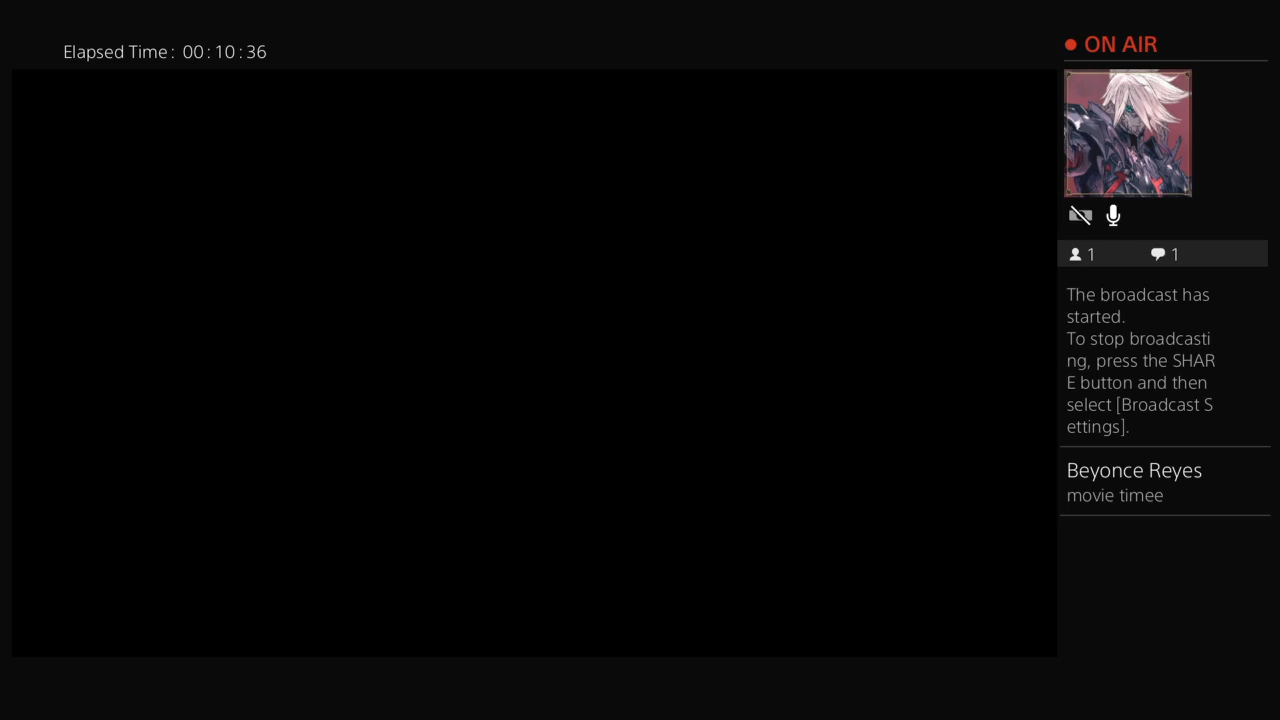 Elapsed Time: 00:10:36
ON AIR
1
1
The broadcast has
started.
To stop broadcasti
ng, press the SHAR
E button and then
select [Broadcast S
ettings].
Beyonce Reyes
movie timee